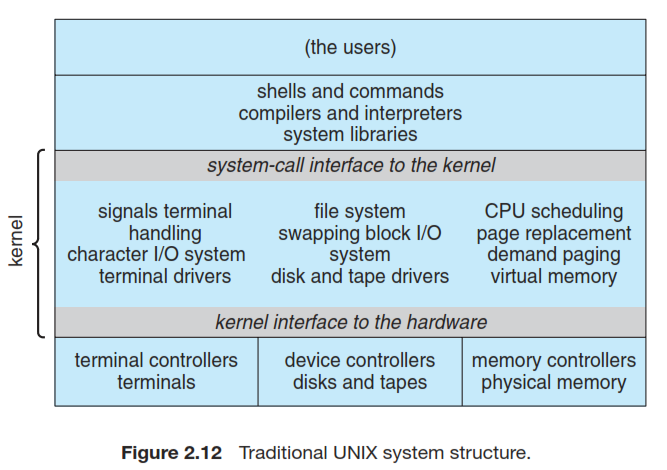 (the users)
shells and commands
compilers and interpreters
system libraries
system-call interface to the kernel
kernel
signals terminal
handling
character I/O system
terminal drivers
file system
swapping block I/O
system
disk and tape drivers
CPU scheduling
page replacement
demand paging
virtual memory
kernel interface to the hardware
terminal controllers
terminals
device controllers
disks and tapes
memory controllers
physical memory
Figure 2.12 Traditional UNIX system structure.